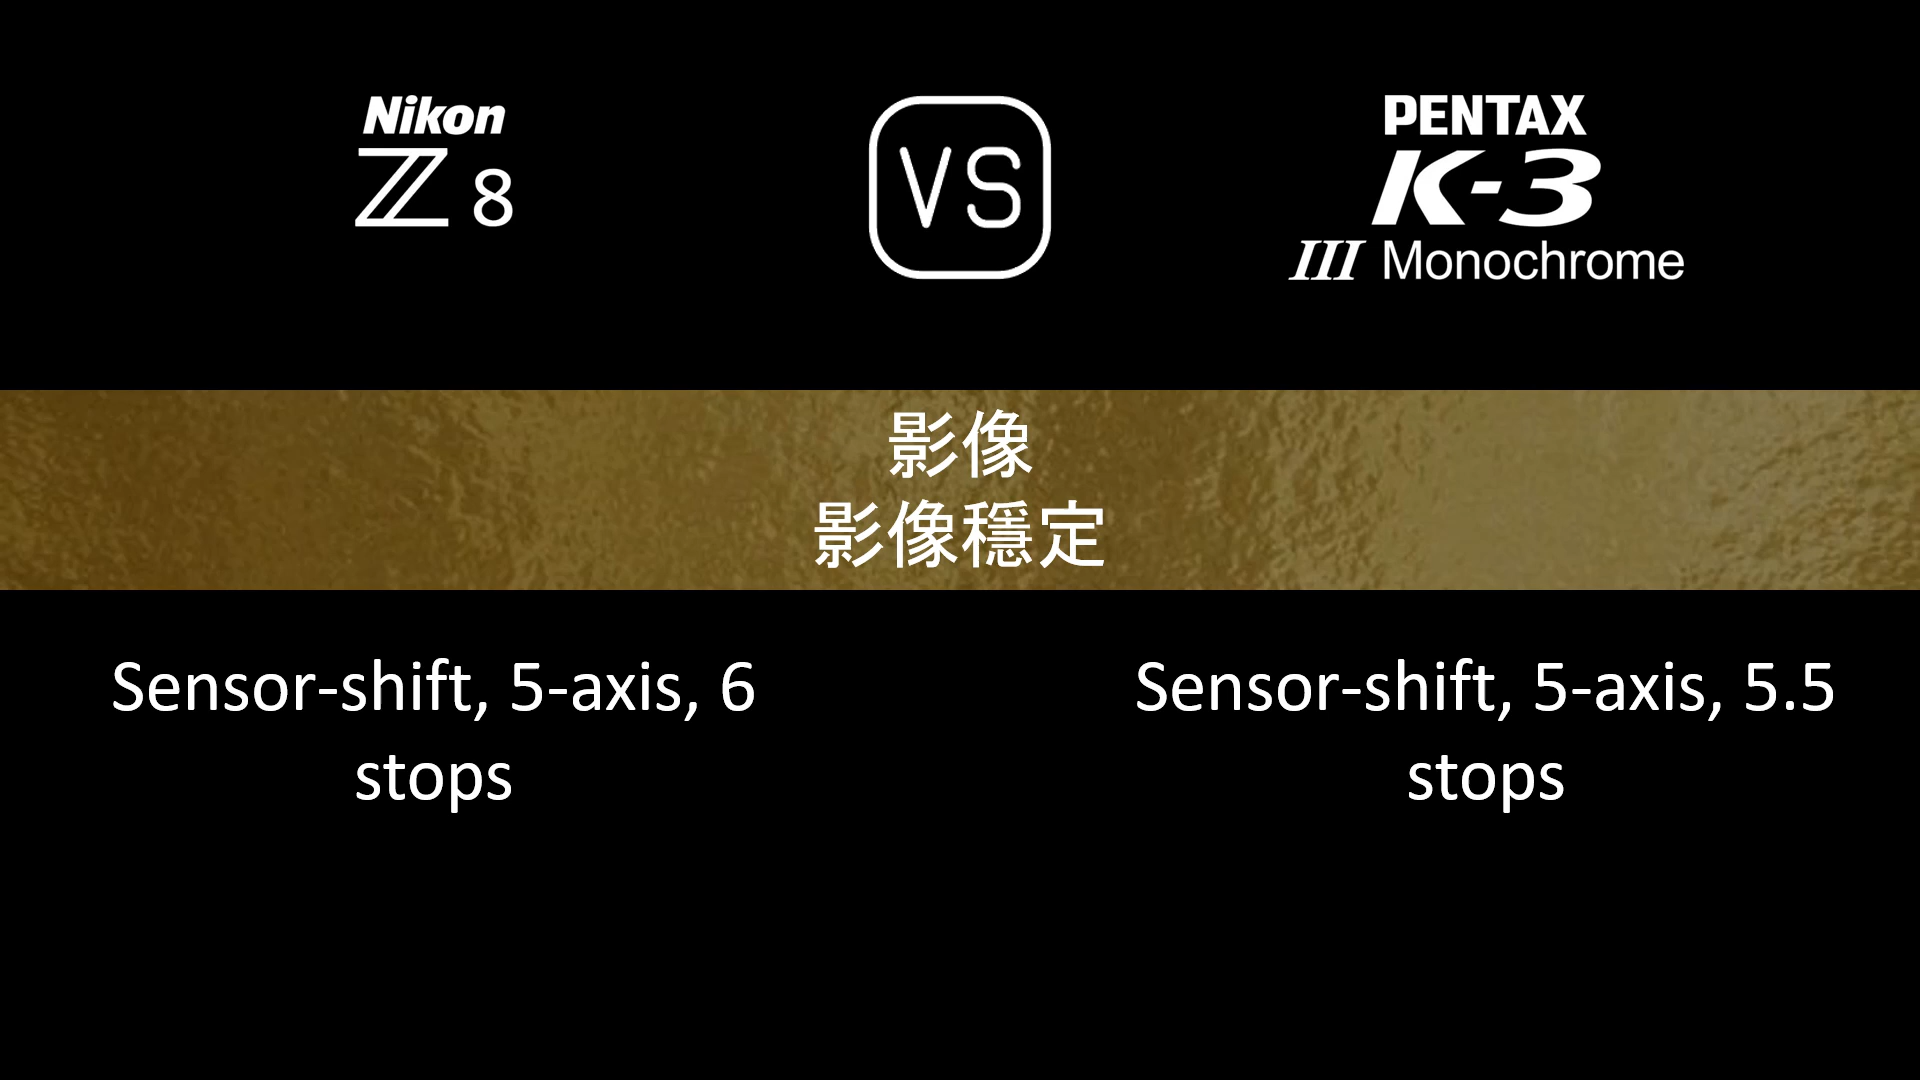 Nikon
Z 8
VS
PENTAX
K-3
III Monochrome
影像
影像穩定
Sensor-shift, 5-axis, 6
stops
Sensor-shift, 5-axis, 5.5
stops